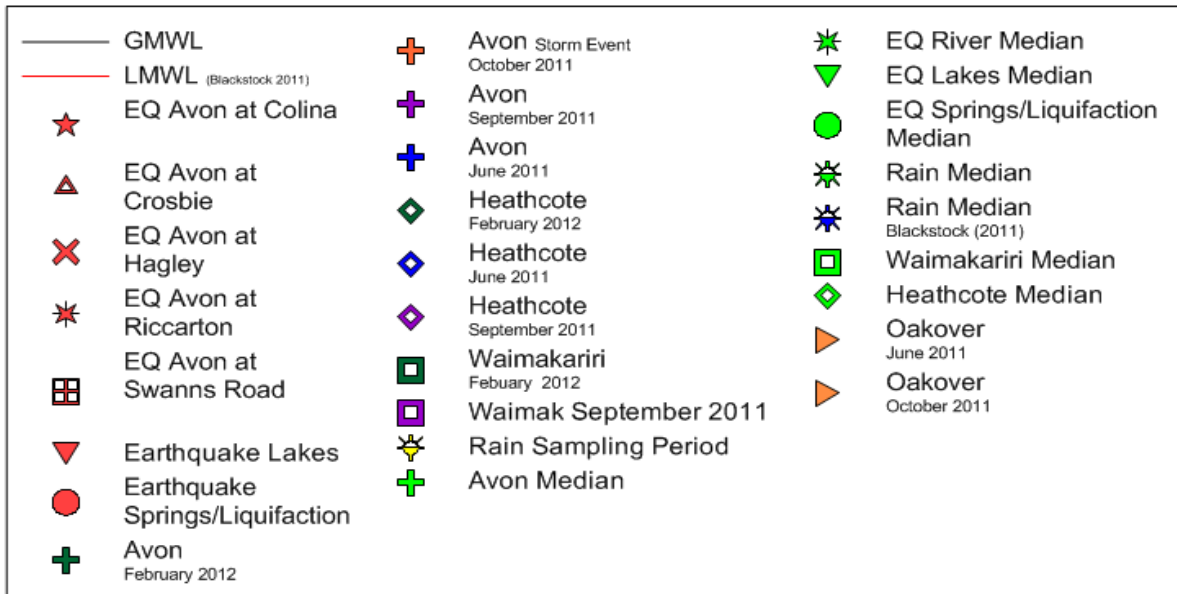 GMWL
LMWL (Blackstock 2011)
EQ Avon at Colina
EQ Avon at
Crosbie
EQ Avon at
Hagley
EQ Avon at
Riccarton
EQ Avon at
Swanns Road
Earthquake Lakes
Earthquake
Springs/Liquifaction
Avon
February 2012
Avon Storm Event
October 2011
Avon
September 2011
Avon
June 2011
Heathcote
February 2012
Heathcote
June 2011
Heathcote
September 2011
Waimakariri
Febuary 2012
Waimak September 2011
Rain Sampling Period
Avon Median
EQ River Median
EQ Lakes Median
EQ Springs/Liquifaction
Median
Rain Median
Rain Median
Blackstock (2011)
Waimakariri Median
Heathcote Median
Oakover
June 2011
Oakover
October 2011